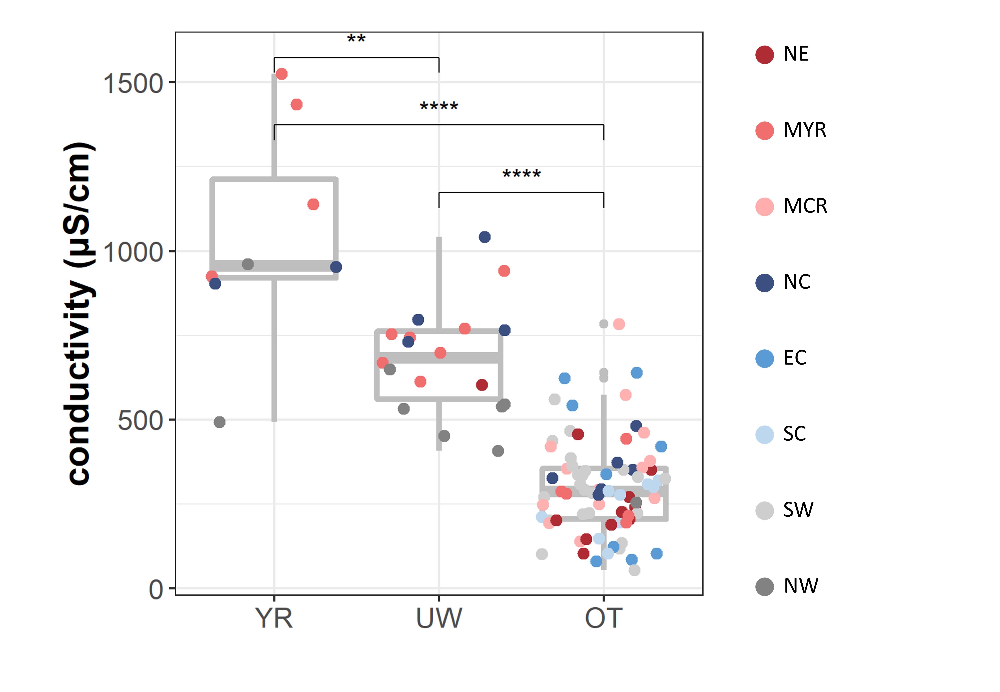 **
1500
****
****
1000
500
0
conductivity (μS/cm)
YR
UW
OT
NE
MYR
MCR
NC
EC
SC
SW
NW